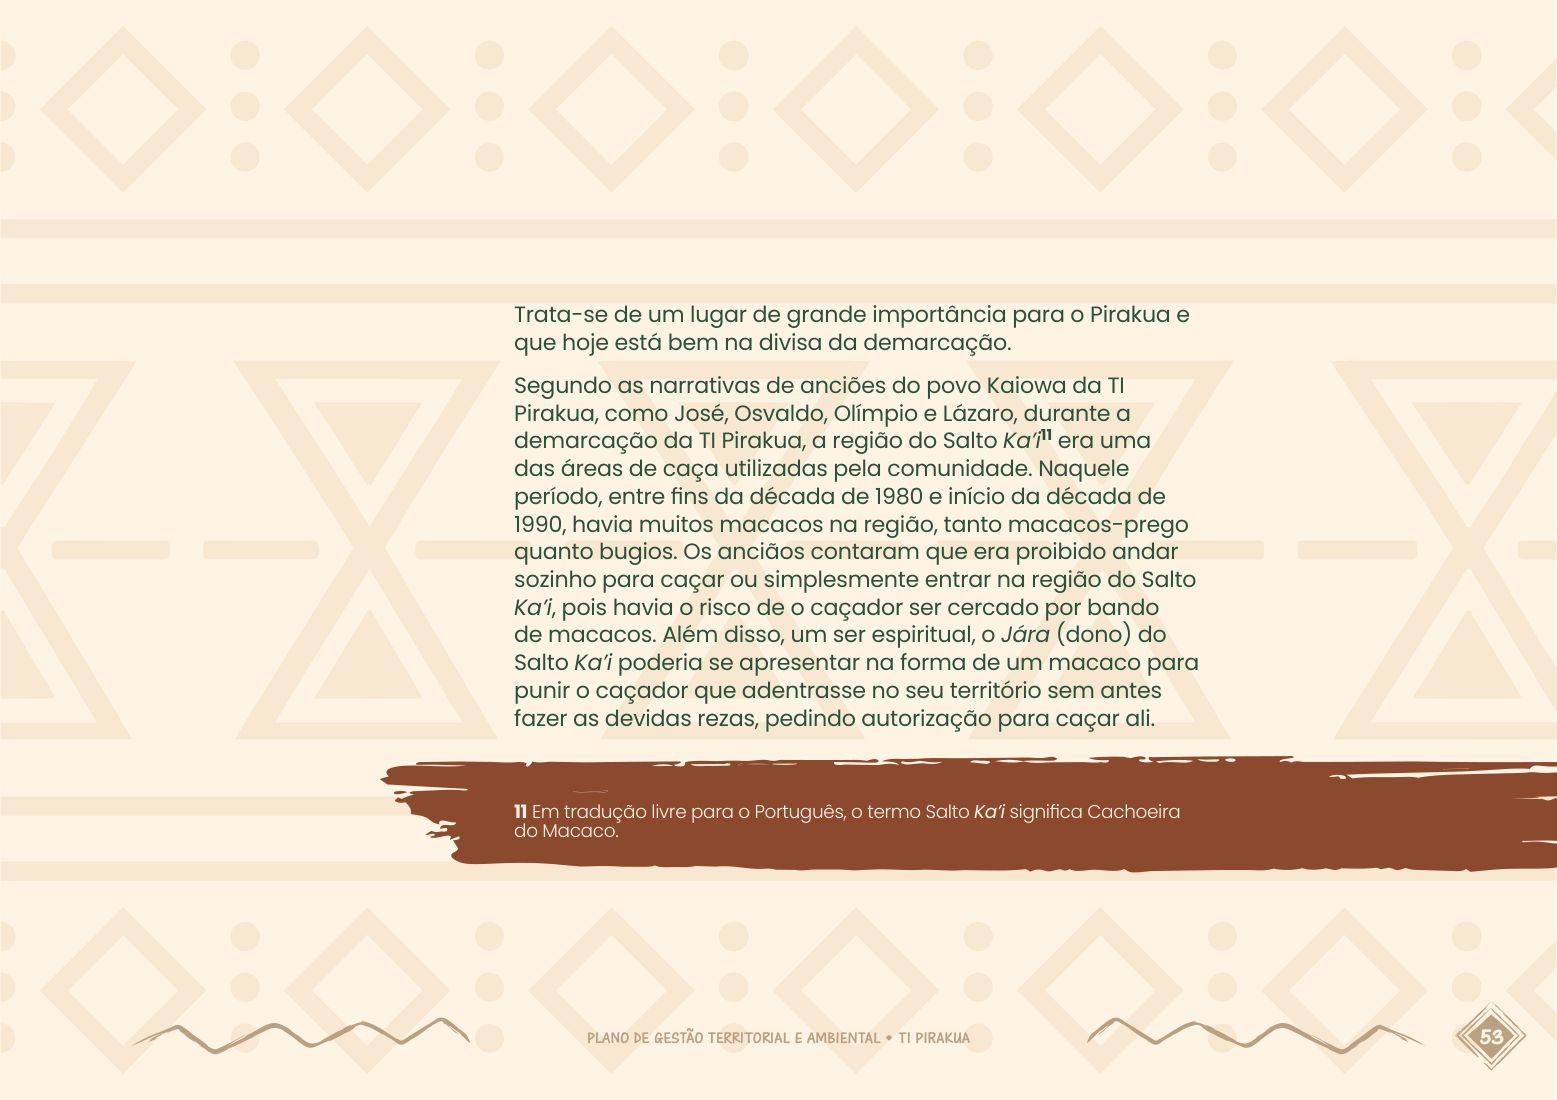 Trata-se de um lugar de grande importância para o Pirakua e
que hoje está bem na divisa da demarcação.
Segundo as narrativas de anciões do povo Kaiowa da TI
Pirakua, como José, Osvaldo, Olímpio e Lázaro, durante a
demarcação da TI Pirakua, a região do Salto Ka’i11 era uma
das áreas de caça utilizadas pela comunidade. Naquele
período, entre fins da década de 1980 e início da década de
1990, havia muitos macacos na região, tanto macacos-prego
quanto bugios. Os anciãos contaram que era proibido andar
sozinho para caçar ou simplesmente entrar na região do Salto
Ka’i, pois havia o risco de o caçador ser cercado por bando
de macacos. Além disso, um ser espiritual, o Jára (dono) do
Salto Ka’i poderia se apresentar na forma de um macaco para
punir o caçador que adentrasse no seu território sem antes
fazer as devidas rezas, pedindo autorização para caçar ali.
11 Em tradução livre para o Português, o termo Salto Ka’i significa Cachoeira
do Macaco.
PLANO DE GESTÃO TERRITORIAL E AMBIENTAL • TI PIRAKUA
53